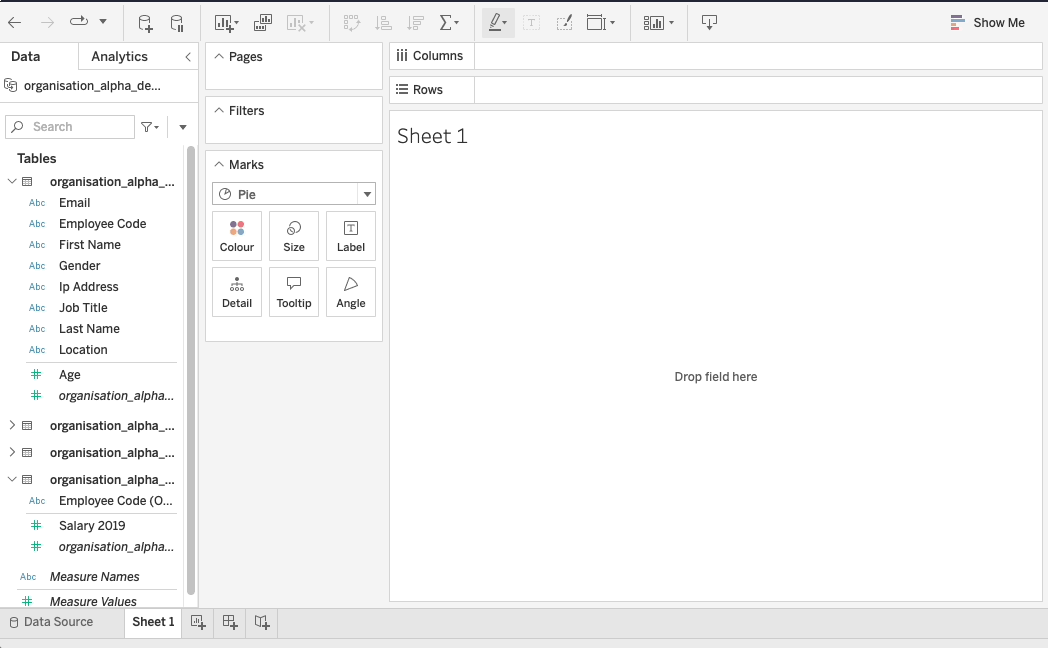 Show Me
Data
Analytics
organisation_alpha_de...
Search
Tables
organisation_alpha_...
Abc Email
Abc Employee Code
Abc First Name
Abc Gender
Abc Ip Address
Abc Job Title
Abc Last Name
Abc Location
# Age
# organisation_alpha...
organisation_alpha_...
organisation_alpha_...
organisation_alpha_...
Abc Employee Code (O...
# Salary 2019
# organisation_alpha...
Abc Measure Names
# Measure Values
Pages
Filters
Marks
Pie
Colour
Size
T
Label
Detail
Tooltip
Angle
Columns
Rows
Sheet 1
Drop field here
Data Source
Sheet 1